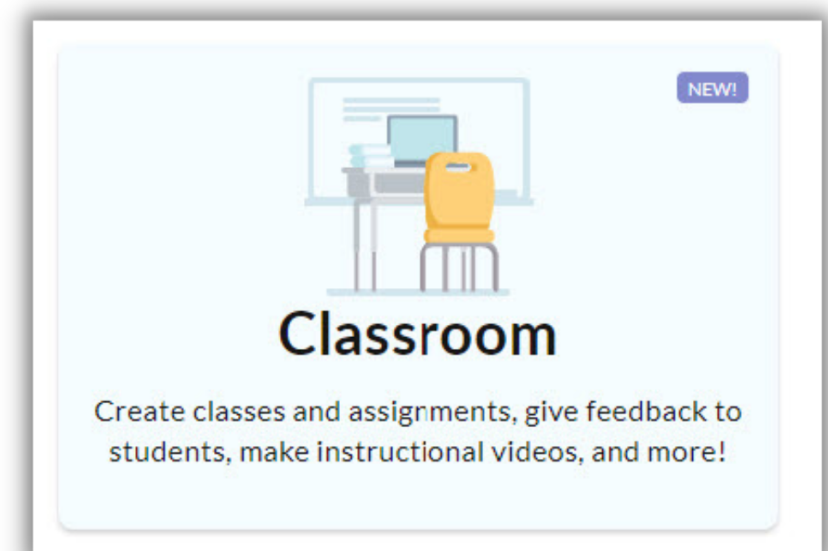 NEW!
Classroom
Create classes and assignments, give feedback to
students, make instructional videos, and more!